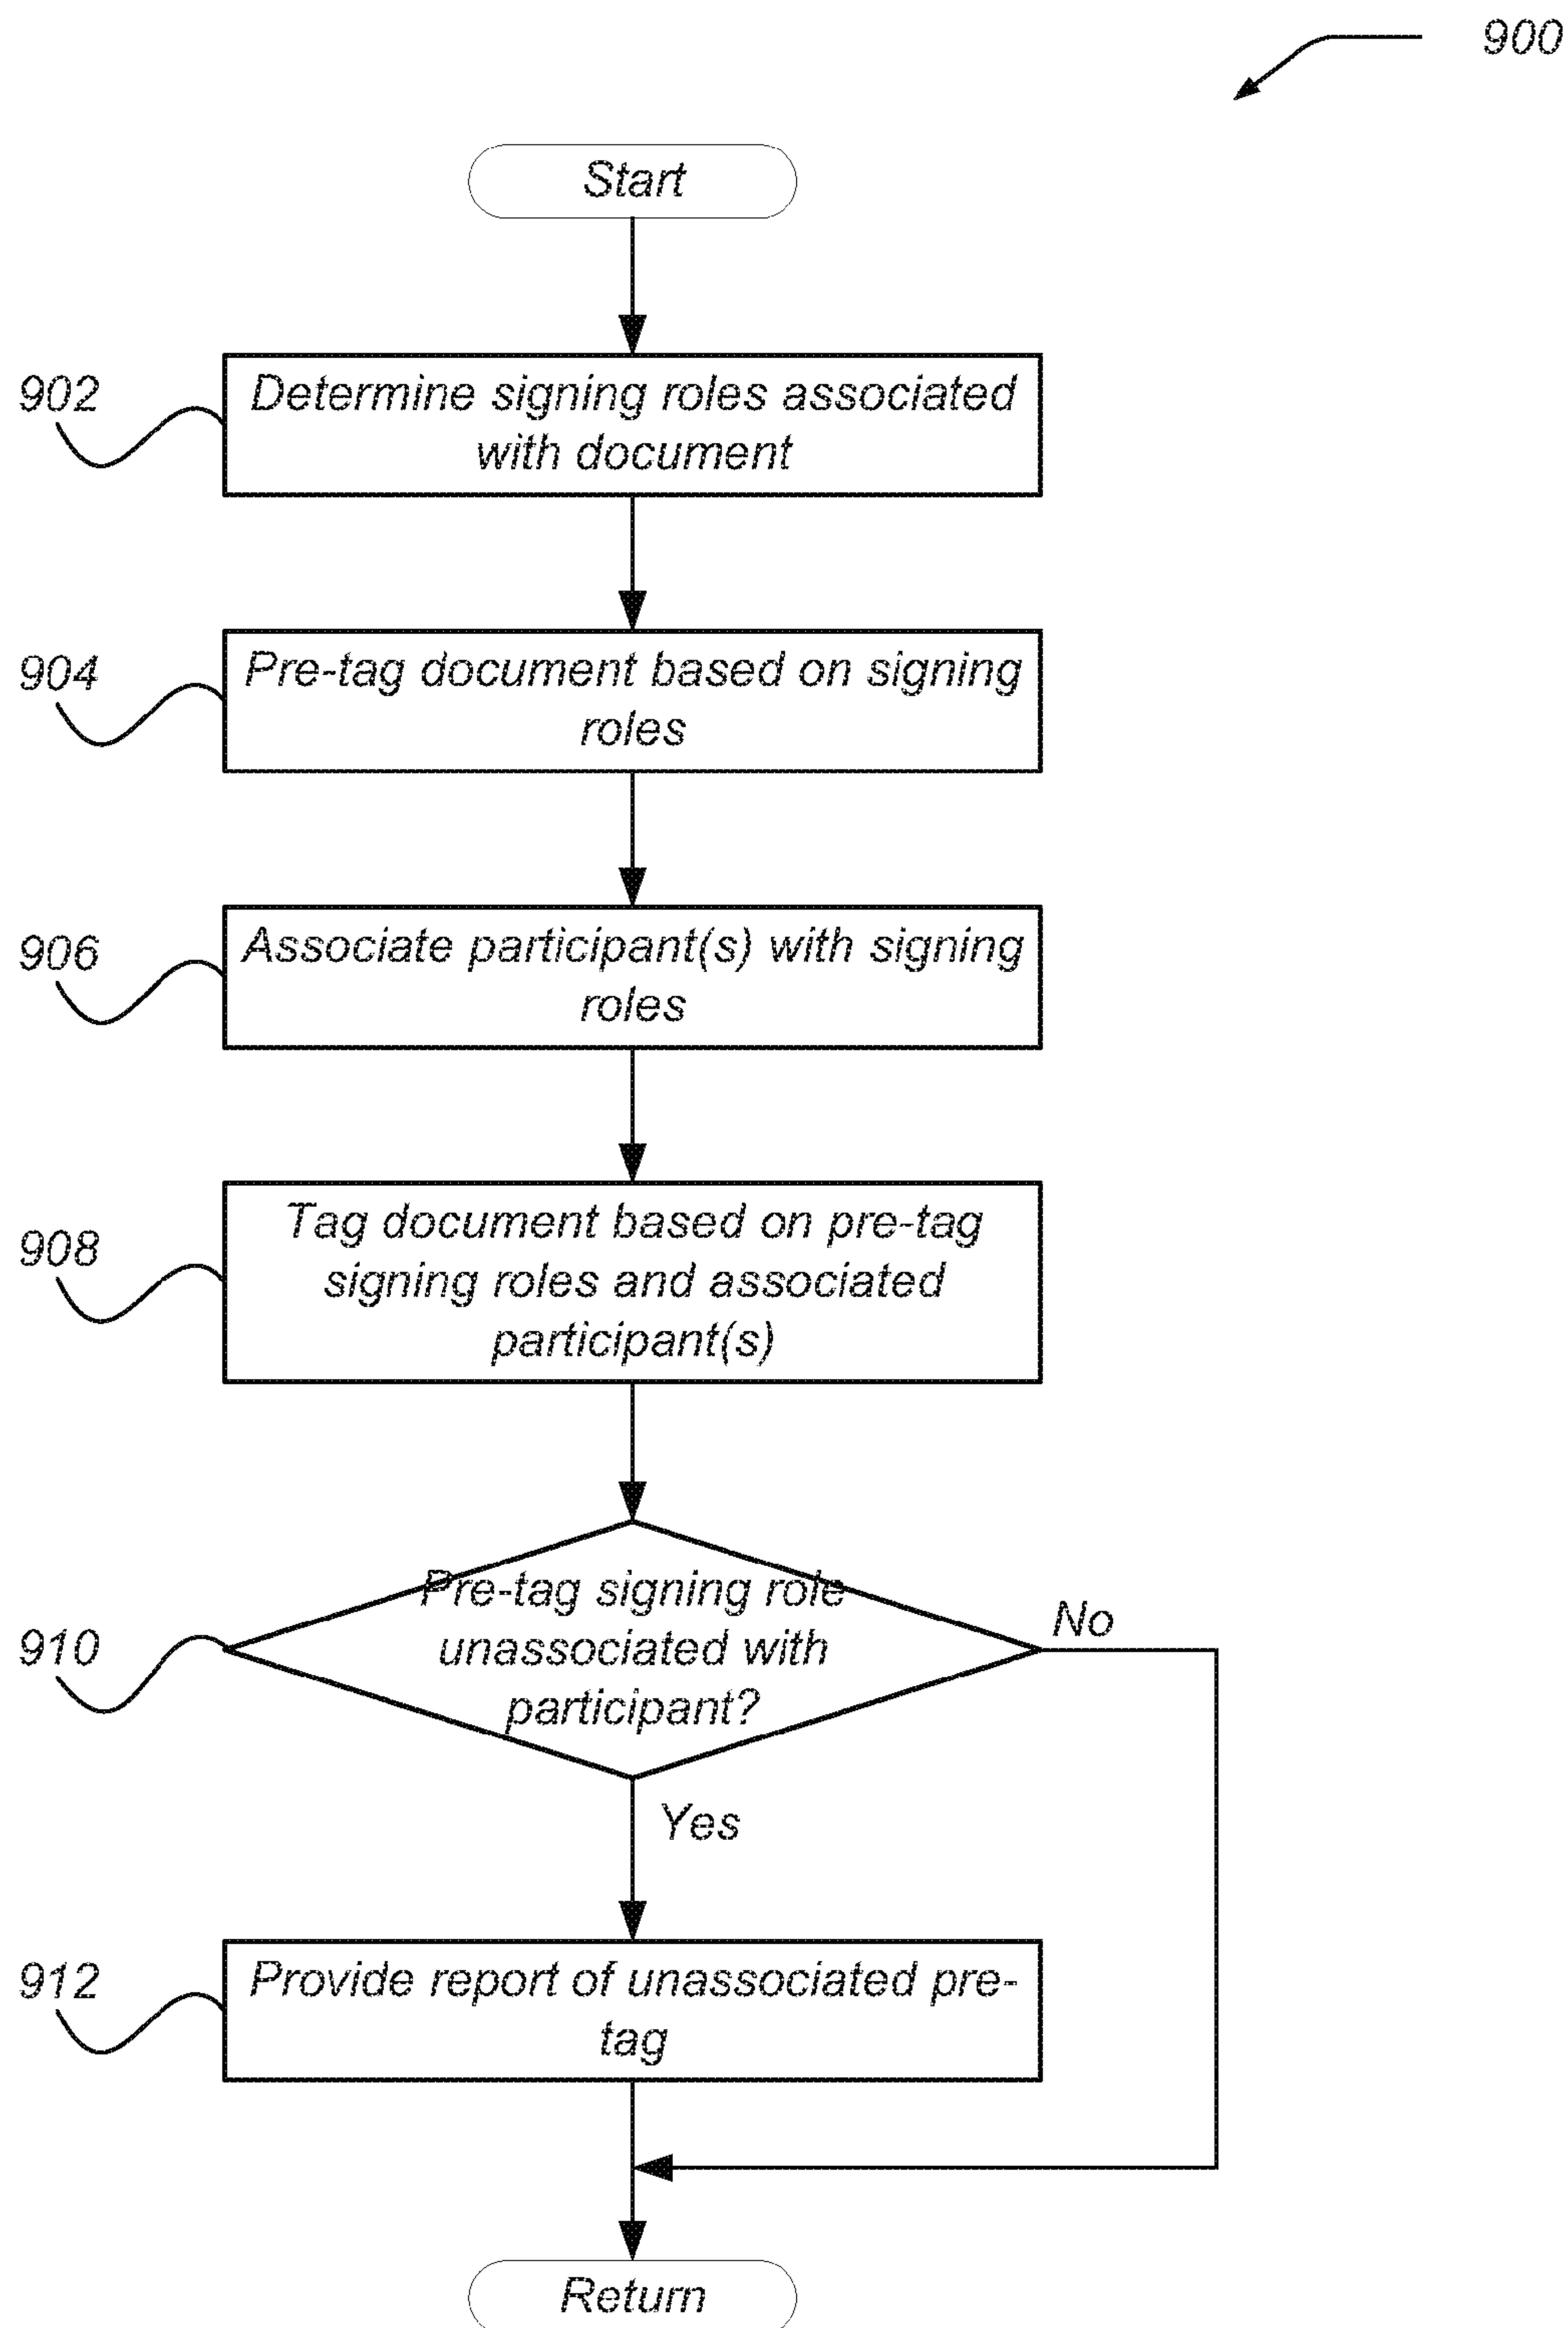 900
Start
902
Determine signing roles associated
with document
904
Pre-tag document based on signing
roles
906
Associate participant(s) with signing
roles
908
Tag document based on pre-tag
signing roles and associated
participant(s)
910
Pre-tag signing role
unassociated with
participant?
No
Yes
912
Provide report of unassociated pre-
tag
Return